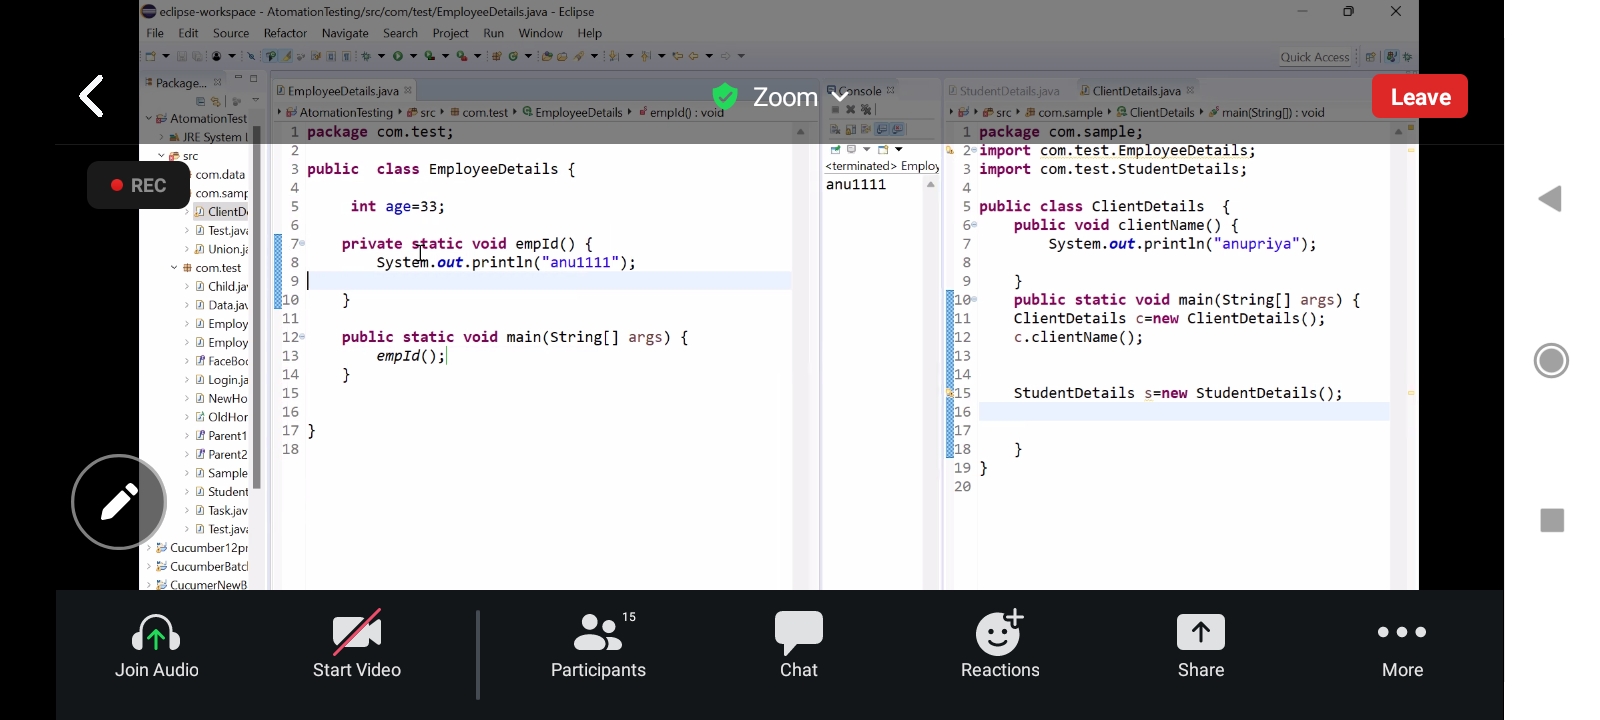 eclipse-workspace - AtomationTesting/src/com/test/EmployeeDetails.java - Eclipse
File Edit Source Refactor Navigate Search Project Run Window Help
Quick Access
Package...
AtomationTest
JRE System
src
com.data
com.samp
ClientD
Test.java
Union.ja
com.test
Child.ja
Data.jav
Employ
Employ
FaceBoo
Login.ja
NewHo
OldHor
Parent1
Parent2
Sample
Student
Task.jav
Test.java
Cucumber12pr
CucumberBatch
CucumerNewB
EmployeeDetails.java
AtomationTesting src com.test EmployeeDetails empId() : void
1 package com.test;
2
3 public class EmployeeDetails {
4
5 int age=33;
6
7 private static void empId() {
8 System.out.println("anu1111");
9
10 }
11
12 public static void main(String[] args) {
13 empId();
14 }
15
16
17 }
18
Console
<terminated> Employ
anu1111
StudentDetails.java ClientDetails.java
src com.sample ClientDetails main(String[]) : void
1 package com.sample;
2 import com.test.EmployeeDetails;
3 import com.test.StudentDetails;
4
5 public class ClientDetails {
6 public void clientName() {
7 System.out.println("anupriya");
8
9 }
10 public static void main(String[] args) {
11 ClientDetails c=new ClientDetails();
12 c.clientName();
13
14
15 StudentDetails s=new StudentDetails();
16
17
18 }
19 }
20
Zoom
Leave
REC
Join Audio
Start Video
Participants 15
Chat
Reactions
Share
More